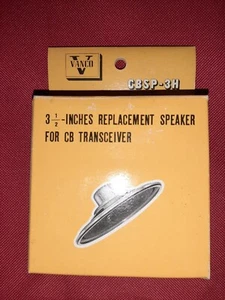 V
VANCO
CBSP-3H
3 1/2-INCHES REPLACEMENT SPEAKER
FOR CB TRANSCEIVER